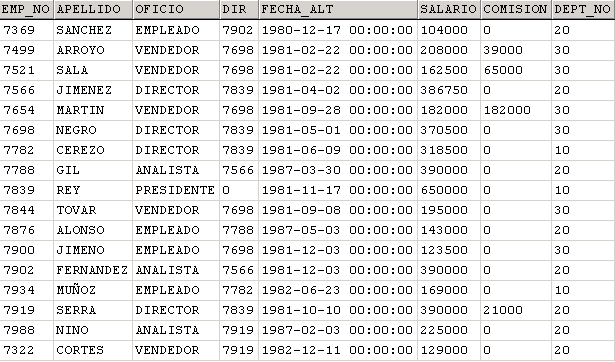 EMP_NO APELLIDO OFICIO DIR FECHA_ALT SALARIO COMISION DEPT_NO
7369 SANCHEZ EMPLEADO 7902 1980-12-17 00:00:00 104000 0 20
7499 ARROYO VENDEDOR 7698 1981-02-22 00:00:00 208000 39000 30
7521 SALA VENDEDOR 7698 1981-02-22 00:00:00 162500 65000 30
7566 JIMENEZ DIRECTOR 7839 1981-04-02 00:00:00 386750 0 20
7654 MARTIN VENDEDOR 7698 1981-09-28 00:00:00 182000 182000 30
7698 NEGRO DIRECTOR 7839 1981-05-01 00:00:00 370500 0 30
7782 CEREZO DIRECTOR 7839 1981-06-09 00:00:00 318500 0 10
7788 GIL ANALISTA 7566 1987-03-30 00:00:00 390000 0 20
7839 REY PRESIDENTE 0 1981-11-17 00:00:00 650000 0 10
7844 TOVAR VENDEDOR 7698 1981-09-08 00:00:00 195000 0 30
7876 ALONSO EMPLEADO 7788 1987-05-03 00:00:00 143000 0 20
7900 JIMENO EMPLEADO 7698 1981-12-03 00:00:00 123500 0 30
7902 FERNANDEZ ANALISTA 7566 1981-12-03 00:00:00 390000 0 20
7934 MUÑOZ EMPLEADO 7782 1982-06-23 00:00:00 169000 0 10
7919 SERRA DIRECTOR 7839 1981-10-10 00:00:00 390000 21000 20
7988 NINO ANALISTA 7919 1987-02-03 00:00:00 225000 0 20
7322 CORTES VENDEDOR 7919 1982-12-11 00:00:00 129000 0 20